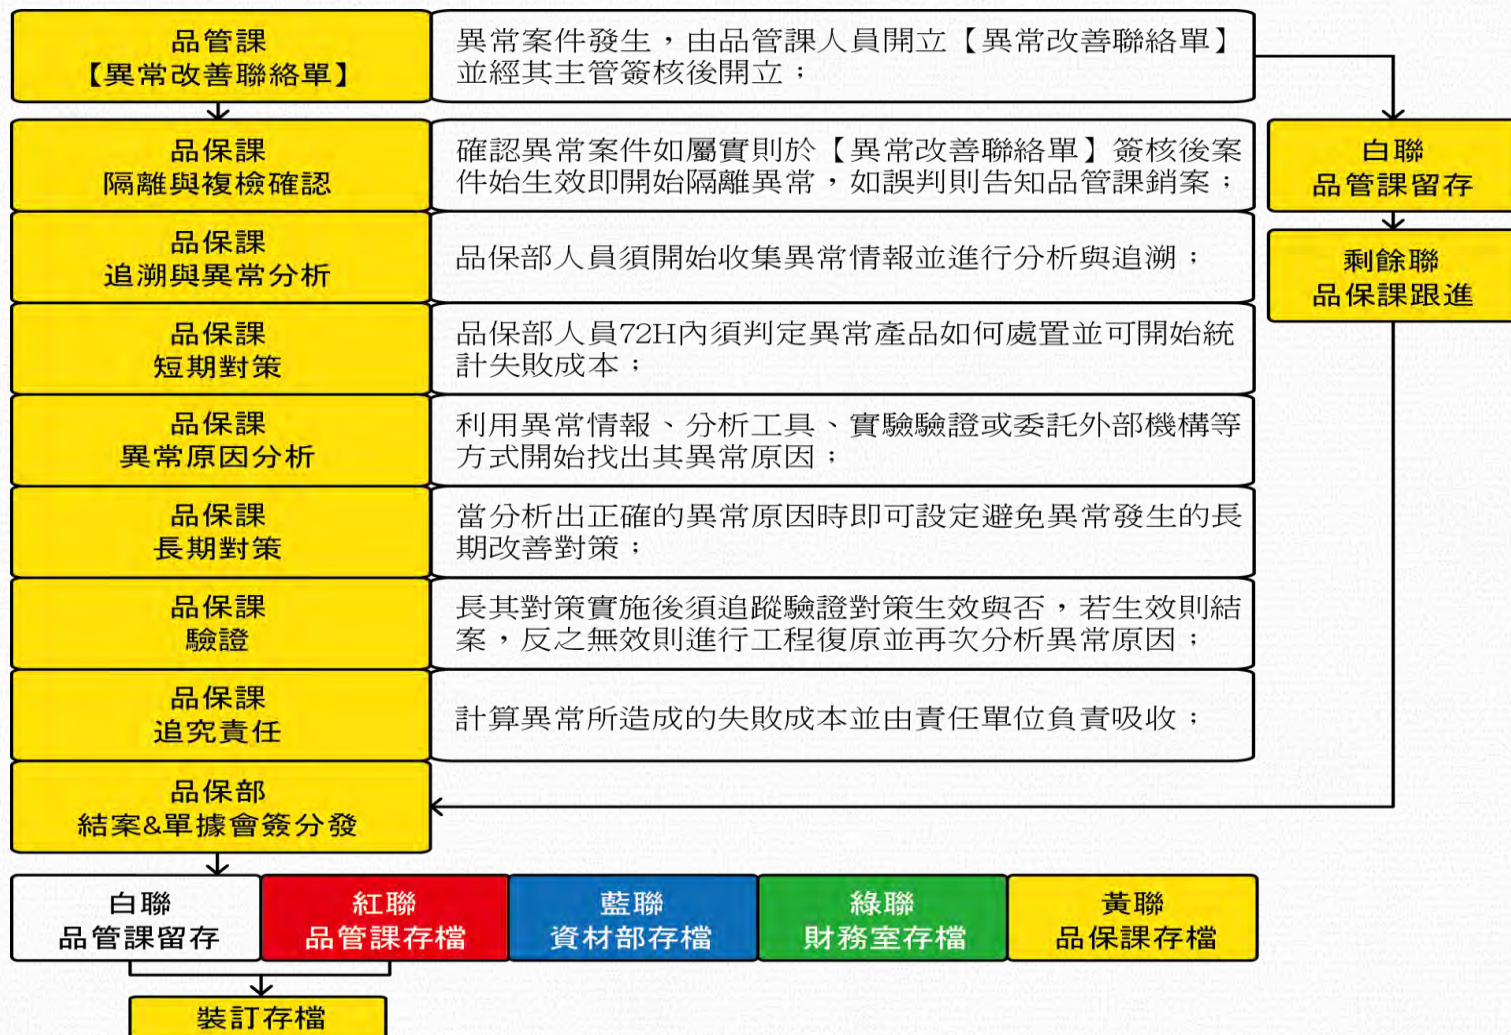 品管課
【異常改善聯絡單】
異常案件發生，由品管課人員開立【異常改善聯絡單】
並經其主管簽核後開立；
品保課
隔離與複檢確認
確認異常案件如屬實則於【異常改善聯絡單】簽核後案
件始生效即開始隔離異常，如誤判則告知品管課銷案；
白聯
品管課留存
品保課
追溯與異常分析
品保部人員須開始收集異常情報並進行分析與追溯；
剩餘聯
品保課跟進
品保課
短期對策
品保部人員72H內須判定異常產品如何處置並可開始統
計失敗成本；
品保課
異常原因分析
利用異常情報、分析工具、實驗驗證或委託外部機構等
方式開始找出其異常原因；
品保課
長期對策
當分析出正確的異常原因時即可設定避免異常發生的長
期改善對策；
品保課
驗證
長其對策實施後須追蹤驗證對策生效與否，若生效則結
案，反之無效則進行工程復原並再次分析異常原因；
品保課
追究責任
計算異常所造成的失敗成本並由責任單位負責吸收；
品保部
結案&單據會簽分發
白聯
品管課留存
紅聯
品管課存檔
藍聯
資材部存檔
綠聯
財務室存檔
黃聯
品保課存檔
裝訂存檔